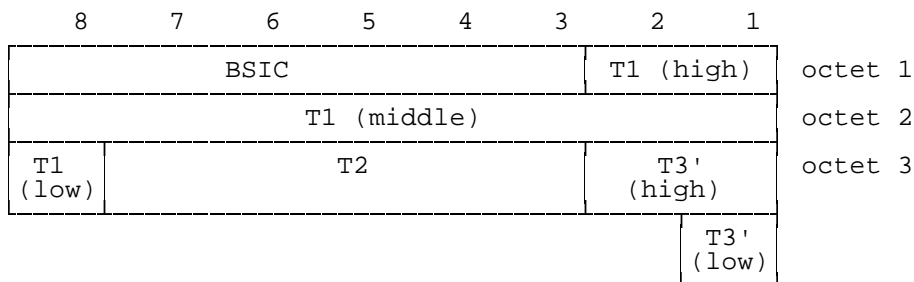 8 7 6 5 4 3 2 1
BSIC T1 (high) octet 1
T1 (middle) octet 2
T1 T2 T3' octet 3
(low) (high)
T3'
(low)